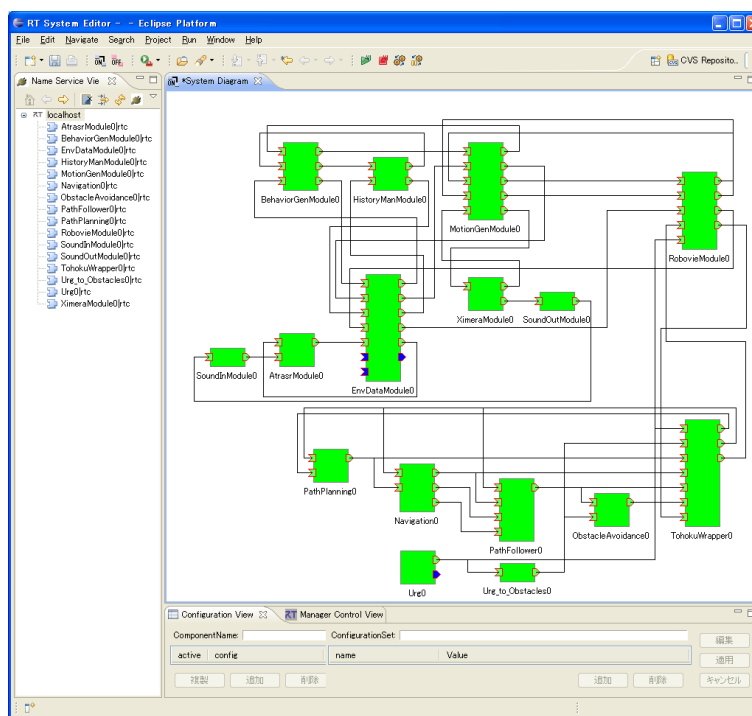 RT System Editor - - Eclipse Platform
File Edit Navigate Search Project Run Window Help
CVS Reposito..
Name Service Vie
*System Diagram
RT localhost
AtrasrModule0|rtc
BehaviorGenModule0|rtc
EnvDataModule0|rtc
HistoryManModule0|rtc
MotionGenModule0|rtc
Navigation0|rtc
ObstacleAvoidance0|rtc
PathFollower0|rtc
PathPlanning0|rtc
RobovieModule0|rtc
SoundInModule0|rtc
SoundOutModule0|rtc
TohokuWrapper0|rtc
Urg_to_Obstacles0|rtc
Urg0|rtc
XimeraModule0|rtc
BehaviorGenModule0
HistoryManModule0
MotionGenModule0
RobovieModule0
XimeraModule0
SoundOutModule0
SoundInModule0
AtrasrModule0
EnvDataModule0
PathPlanning0
Navigation0
PathFollower0
ObstacleAvoidance0
TohokuWrapper0
Urg0
Urg_to_Obstacles0
Configuration View
RT Manager Control View
ComponentName:
ConfigurationSet:
編集
active config
name Value
適用
複製 追加 削除
追加 削除 キャンセル